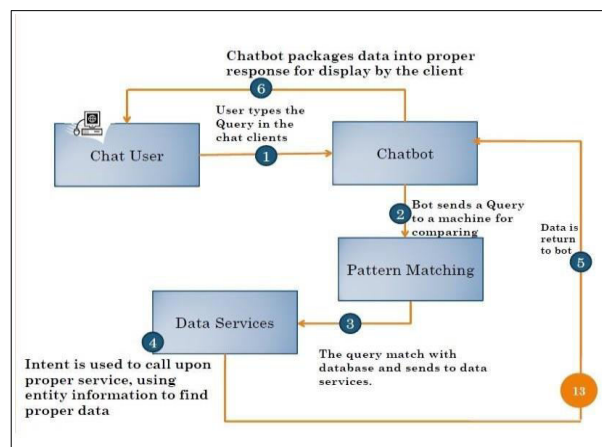 Chatbot packages data into proper
response for display by the client
6
User types the
Query in the
chat clients
Chat User
1
Chatbot
2
Bot sends a Query
to a machine for
comparing
Data is
return
to bot
5
Pattern Matching
Data Services
3
4
The query match with
database and sends to data
services.
Intent is used to call upon
proper service, using
entity information to find
proper data
13